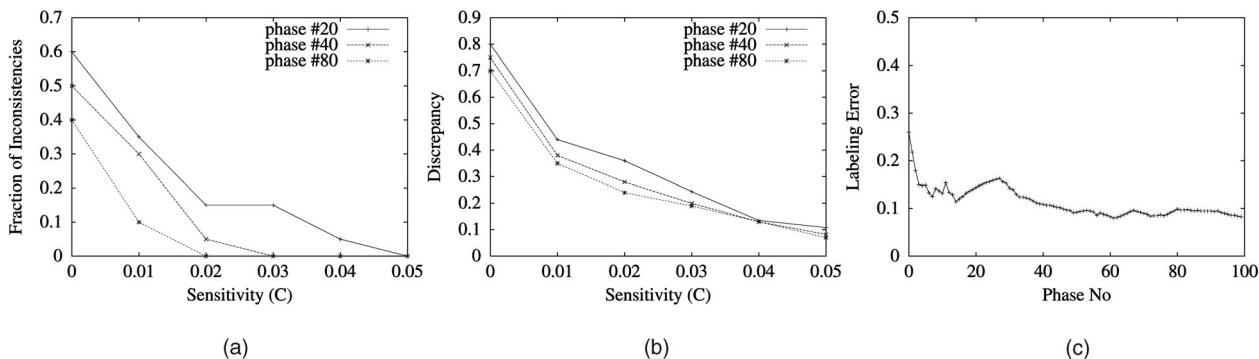 Fraction of Inconsistencies
0.7
0.6
0.5
0.4
0.3
0.2
0.1
0
0
0.01
0.02
0.03
0.04
0.05
phase #20
phase #40
phase #80
Sensitivity (C)
(a)
Discrepancy
0.9
0.8
0.7
0.6
0.5
0.4
0.3
0.2
0.1
0
0
0.01
0.02
0.03
0.04
0.05
phase #20
phase #40
phase #80
Sensitivity (C)
(b)
Labeling Error
0.5
0.4
0.3
0.2
0.1
0
0
20
40
60
80
100
Phase No
(c)